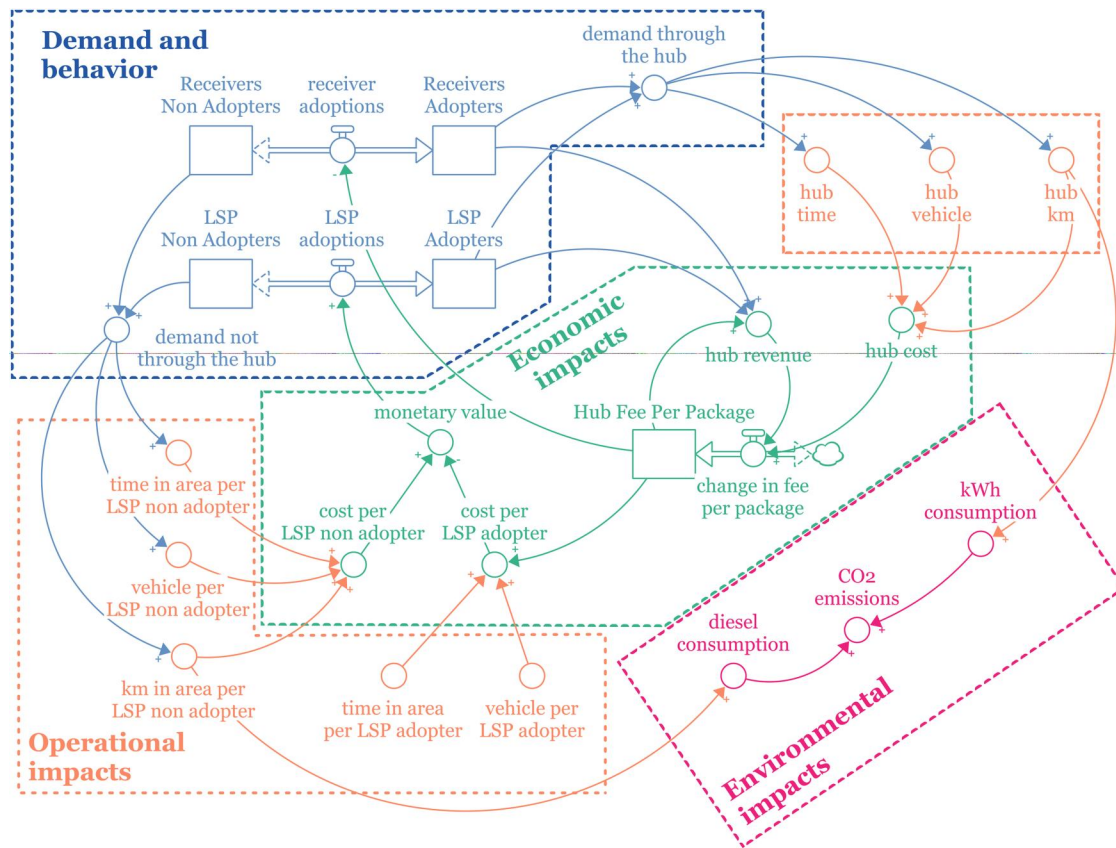 Demand and
behavior
demand through
the hub
Receivers
Non Adopters
receiver
adoptions
Receivers
Adopters
LSP
Non Adopters
LSP
adoptions
LSP
Adopters
demand not
through the hub
hub
time
hub
vehicle
hub
km
Economic
impacts
hub revenue
hub cost
monetary value
Hub Fee Per Package
change in fee
per package
cost per
LSP non adopter
cost per
LSP adopter
time in area per
LSP non adopter
vehicle per
LSP non adopter
km in area per
LSP non adopter
time in area
per LSP adopter
vehicle per
LSP adopter
Operational
impacts
kWh
consumption
CO2
emissions
diesel
consumption
Environmental
impacts